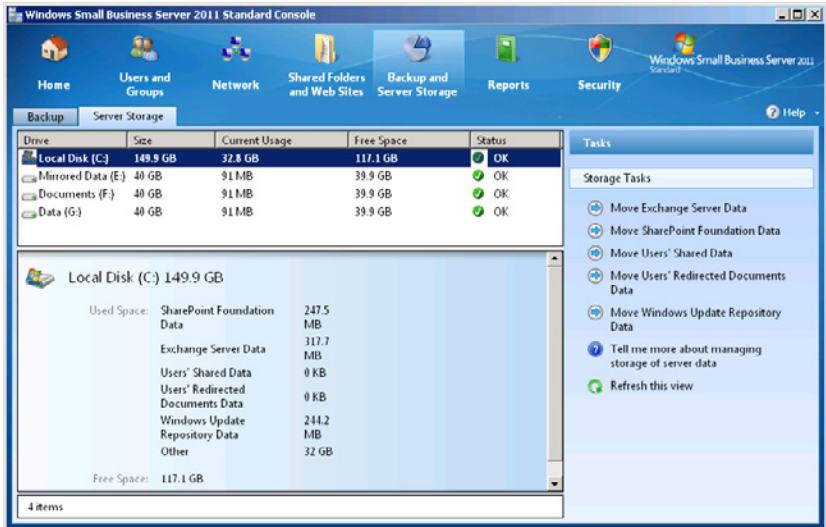 Windows Small Business Server 2011 Standard Console
Home
Users and
Groups
Network
Shared Folders
and Web Sites
Backup and
Server Storage
Reports
Security
Windows Small Business Server 2011
Standard
Backup
Server Storage
Help
Drive Size Current Usage Free Space Status
Local Disk (C:) 149.9 GB 32.8 GB 117.1 GB OK
Mirrored Data (E:) 40 GB 91 MB 39.9 GB OK
Documents (F:) 40 GB 91 MB 39.9 GB OK
Data (G:) 40 GB 91 MB 39.9 GB OK
Local Disk (C:) 149.9 GB
Used Space: SharePoint Foundation
Data
247.5
MB
Exchange Server Data
317.7
MB
Users' Shared Data 0 KB
Users' Redirected
Documents Data
0 KB
Windows Update
Repository Data
244.2
MB
Other 32 GB
Free Space: 117.1 GB
4 items
Tasks
Storage Tasks
Move Exchange Server Data
Move SharePoint Foundation Data
Move Users' Shared Data
Move Users' Redirected Documents
Data
Move Windows Update Repository
Data
Tell me more about managing
storage of server data
Refresh this view